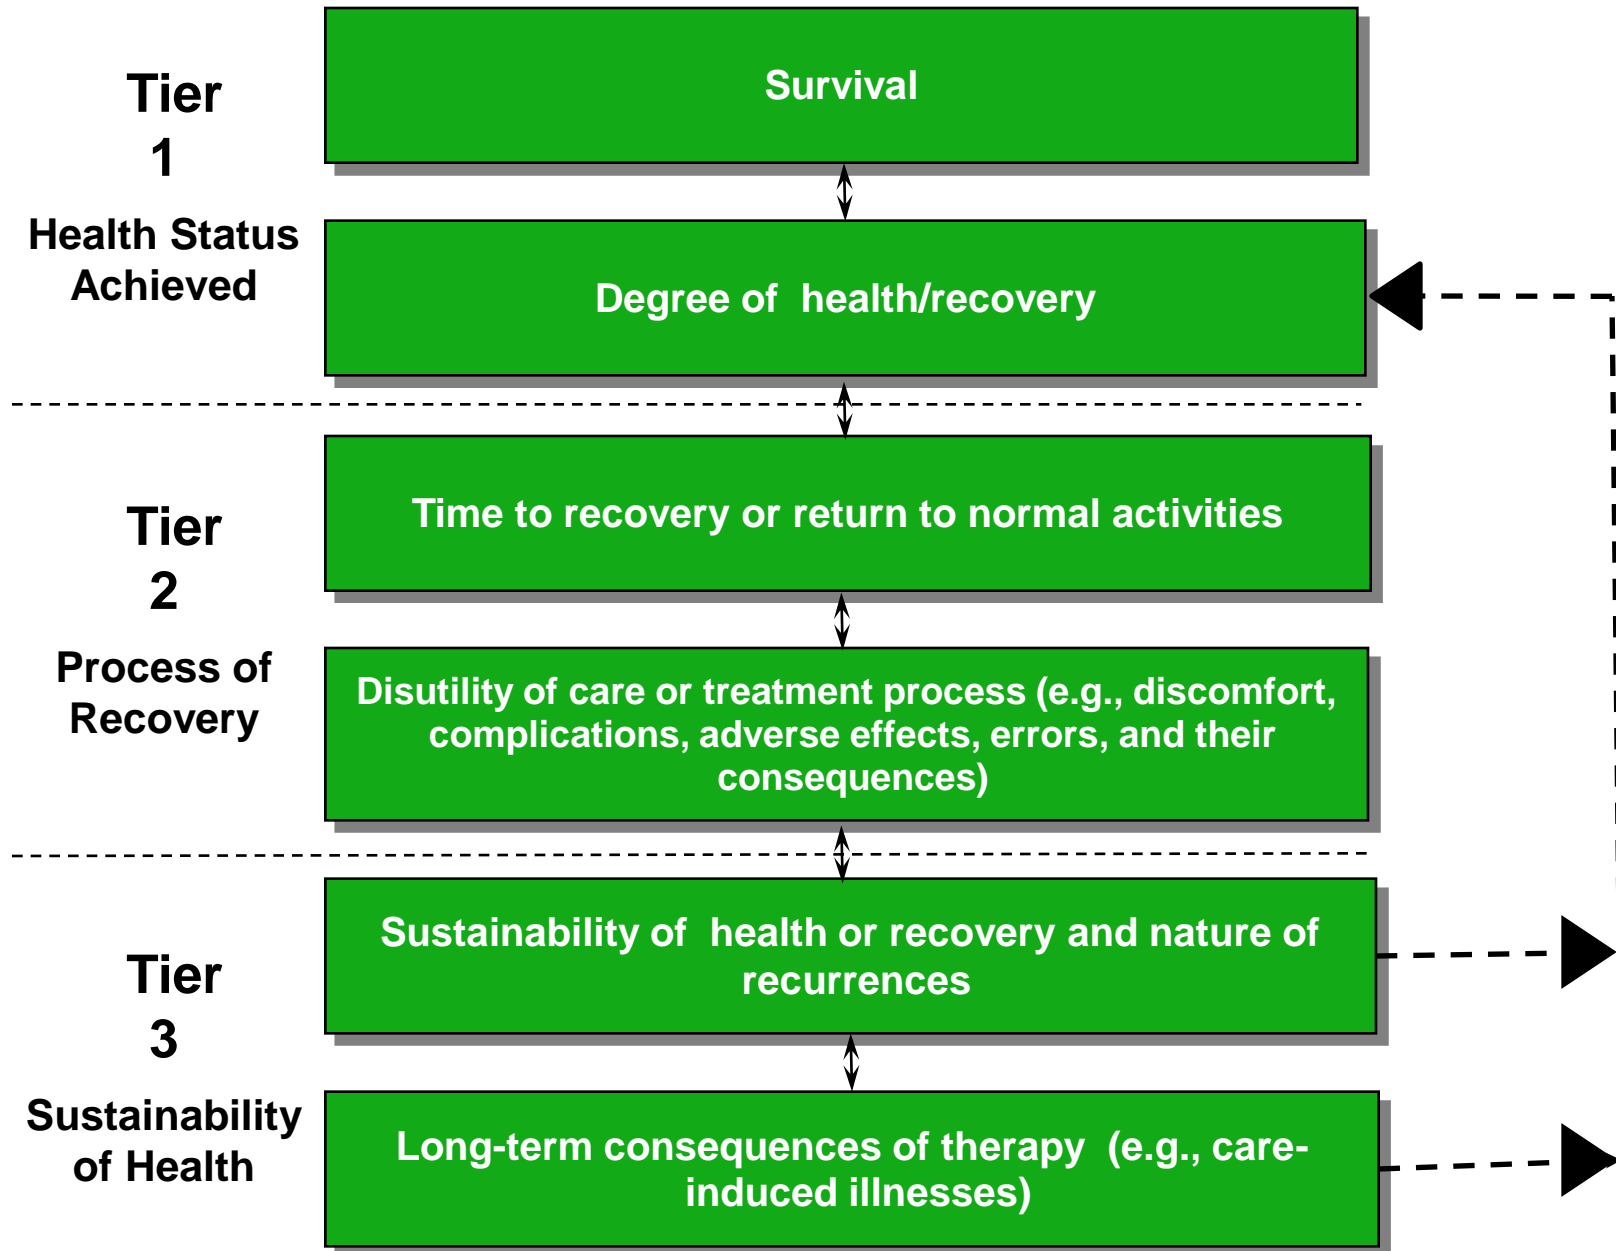 Survival
Tier
1
Health Status
Achieved
Degree of  health/recovery
Time to recovery or return to normal activities
Tier
2
Process of
Recovery
Disutility of care or treatment process (e.g., discomfort,
complications, adverse effects, errors, and their
consequences)
Sustainability of  health or recovery and nature of
recurrences
Tier
3
Sustainability
of Health
Long-term consequences of therapy  (e.g., care-
induced illnesses)